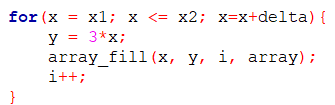 for(x = x1; x <= x2; x=x+delta){
    y = 3*x;
    array_fill(x, y, i, array);
    i++;
}